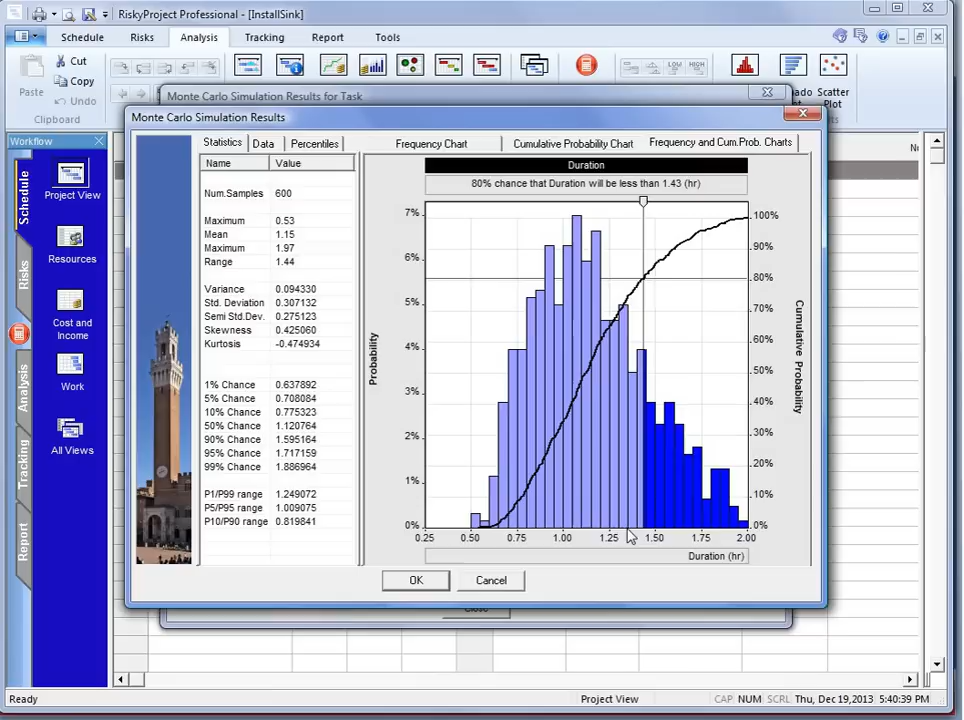 RiskyProject Professional - [InstallSink]
Schedule Risks Analysis Tracking Report Tools
Cut
Copy
Paste
Undo
Clipboard
LOW HIGH
ado Scatter
Plot Plot
Workflow
Schedule
Risks
Analysis
Tracking
Report
Project View
Resources
Cost and
Income
Work
All Views
Monte Carlo Simulation Results for Task
Monte Carlo Simulation Results
Statistics Data Percentiles
Frequency Chart Cumulative Probability Chart Frequency and Cum.Prob. Charts
Name Value
Num.Samples 600
Maximum 0.53
Mean 1.15
Maximum 1.97
Range 1.44
Variance 0.094330
Std. Deviation 0.307132
Semi Std.Dev. 0.275123
Skewness 0.425060
Kurtosis -0.474934
1% Chance 0.637892
5% Chance 0.708084
10% Chance 0.775323
50% Chance 1.120764
90% Chance 1.595164
95% Chance 1.717159
99% Chance 1.886964
P1/P99 range 1.249072
P5/P95 range 1.009075
P10/P90 range 0.819841
Duration
80% chance that Duration will be less than 1.43 (hr)
Probability
7%
6%
5%
4%
3%
2%
1%
0%
100%
90%
80%
70%
60%
50%
40%
30%
20%
10%
0%
Cumulative Probability
0.25 0.50 0.75 1.00 1.25 1.50 1.75 2.00
Duration (hr)
OK Cancel
Close
Ready Project View CAP NUM SCRL Thu, Dec 19,2013 5:40:39 PM